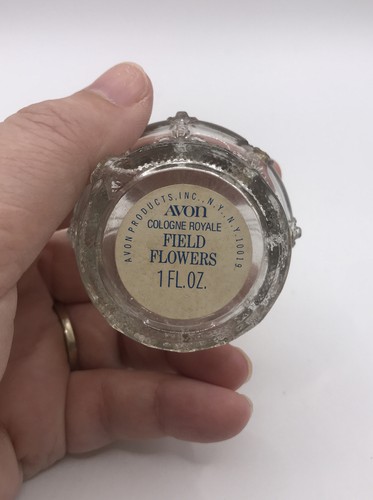 AVON PRODUCTS, INC., N.Y., N.Y. 10019
AVON
COLOGNE ROYALE
FIELD
FLOWERS
1 FL.OZ.